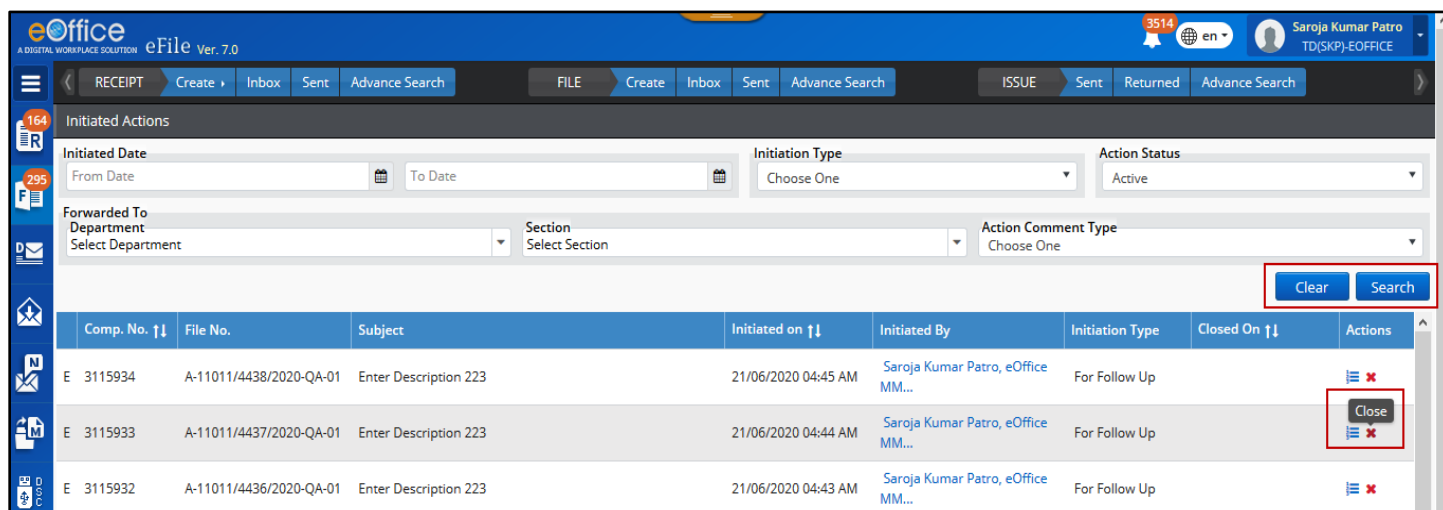 eOffice
A DIGITAL WORKPLACE SOLUTION eFile Ver. 7.0
3514
en
Saroja Kumar Patro
TD(SKP)-EOFFICE
RECEIPT Create Inbox Sent Advance Search FILE Create Inbox Sent Advance Search ISSUE Sent Returned Advance Search
164
R
295
F
D
N
M
DSC
Initiated Actions
Initiated Date Initiation Type Action Status
From Date To Date Choose One Active
Forwarded To
Department Section Action Comment Type
Select Department Select Section Choose One
Clear Search
Comp. No. File No. Subject Initiated on Initiated By Initiation Type Closed On Actions
E 3115934 A-11011/4438/2020-QA-01 Enter Description 223 21/06/2020 04:45 AM Saroja Kumar Patro, eOffice For Follow Up
MM...
Close
E 3115933 A-11011/4437/2020-QA-01 Enter Description 223 21/06/2020 04:44 AM Saroja Kumar Patro, eOffice For Follow Up
MM...
E 3115932 A-11011/4436/2020-QA-01 Enter Description 223 21/06/2020 04:43 AM Saroja Kumar Patro, eOffice For Follow Up
MM...